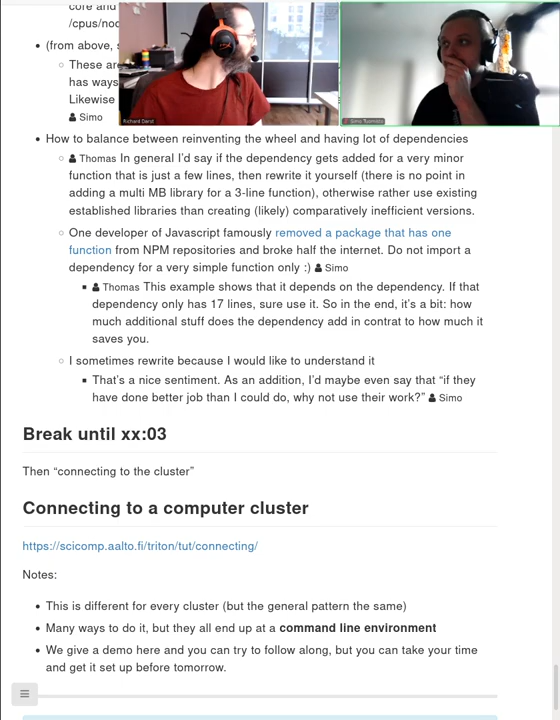 core and
/cpus/nod
(from above, s
Richard Darst
Simo Tuomisto
These are
has ways
Likewise
Simo
How to balance between reinventing the wheel and having lot of dependencies
Thomas In general I'd say if the dependency gets added for a very minor
function that is just a few lines, then rewrite it yourself (there is no point in
adding a multi MB library for a 3-line function), otherwise rather use existing
established libraries than creating (likely) comparatively inefficient versions.
One developer of Javascript famously removed a package that has one
function from NPM repositories and broke half the internet. Do not import a
dependency for a very simple function only :) Simo
Thomas This example shows that it depends on the dependency. If that
dependency only has 17 lines, sure use it. So in the end, it's a bit: how
much additional stuff does the dependency add in contrat to how much it
saves you.
I sometimes rewrite because I would like to understand it
That's a nice sentiment. As an addition, I'd maybe even say that “if they
have done better job than I could do, why not use their work?” Simo
Break until xx:03
Then “connecting to the cluster”
Connecting to a computer cluster
https://scicomp.aalto.fi/triton/tut/connecting/
Notes:
This is different for every cluster (but the general pattern the same)
Many ways to do it, but they all end up at a command line environment
We give a demo here and you can try to follow along, but you can take your time
and get it set up before tomorrow.